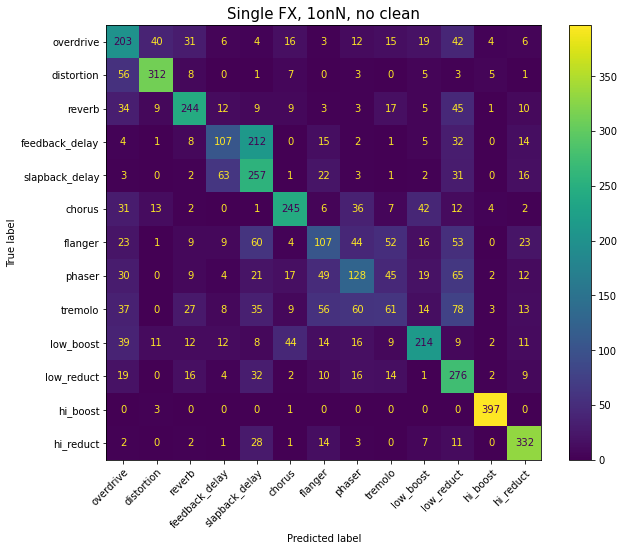 Single FX, 1onN, no clean
True label
overdrive 203 40 31 6 4 16 3 12 15 19 42 4 6
distortion 56 312 8 0 1 7 0 3 0 5 3 5 1
reverb 34 9 244 12 9 9 3 3 17 5 45 1 10
feedback_delay 4 1 8 107 212 0 15 2 1 5 32 0 14
slapback_delay 3 0 2 63 257 1 22 3 1 2 31 0 16
chorus 31 13 2 0 1 245 6 36 7 42 12 4 2
flanger 23 1 9 9 60 4 107 44 52 16 53 0 23
phaser 30 0 9 4 21 17 49 128 45 19 65 2 12
tremolo 37 0 27 8 35 9 56 60 61 14 78 3 13
low_boost 39 11 12 12 8 44 14 16 9 214 9 2 11
low_reduct 19 0 16 4 32 2 10 16 14 1 276 2 9
hi_boost 0 3 0 0 0 1 0 0 0 0 0 397 0
hi_reduct 2 0 2 1 28 1 14 3 0 7 11 0 332
overdrive distortion reverb feedback_delay slapback_delay chorus flanger phaser tremolo low_boost low_reduct hi_boost hi_reduct
Predicted label
350
300
250
200
150
100
50
0